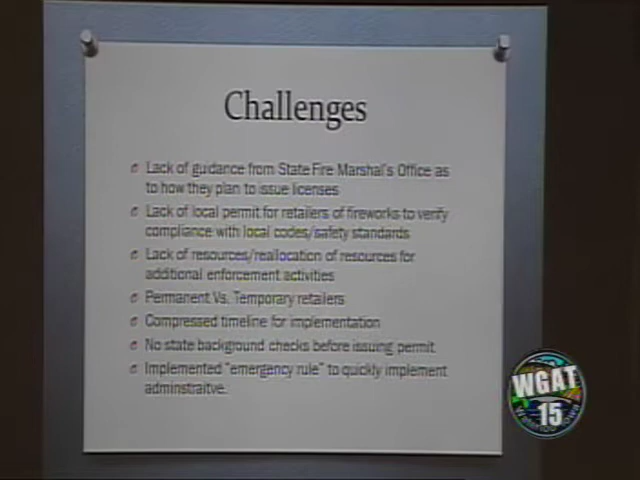 Challenges
Lack of guidance from State Fire Marshal's Office as
to how they plan to issue licenses
Lack of local permit for retailers of fireworks to verify
compliance with local codes/safety standards
Lack of resources/reallocation of resources for
additional enforcement activities
Permanent Vs. Temporary retailers
Compressed timeline for implementation
No state background checks before issuing permit
Implemented "emergency rule" to quickly implement
adminstraitve.
WGAT
15